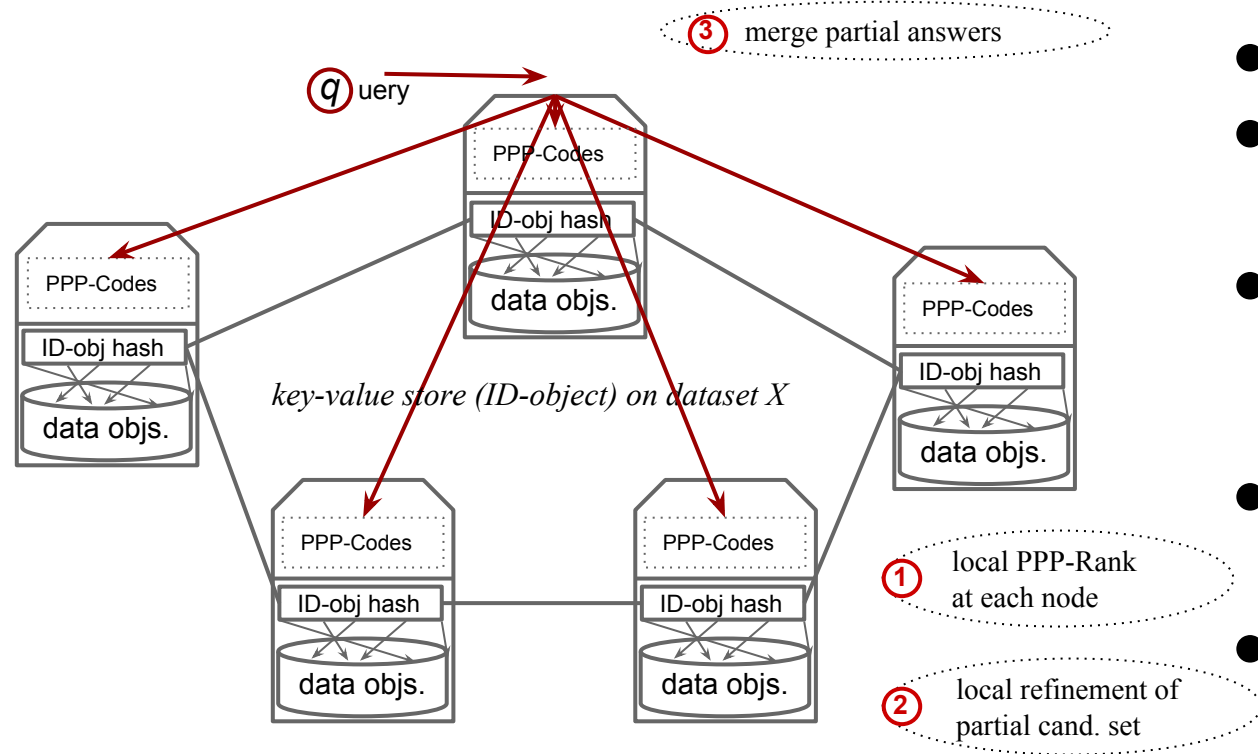 3 merge partial answers
query
PPP-Codes
ID-obj hash
data objs.
PPP-Codes
ID-obj hash
data objs.
PPP-Codes
ID-obj hash
data objs.
key-value store (ID-object) on dataset X
PPP-Codes
ID-obj hash
data objs.
PPP-Codes
ID-obj hash
data objs.
1 local PPP-Rank
at each node
2 local refinement of
partial cand. set